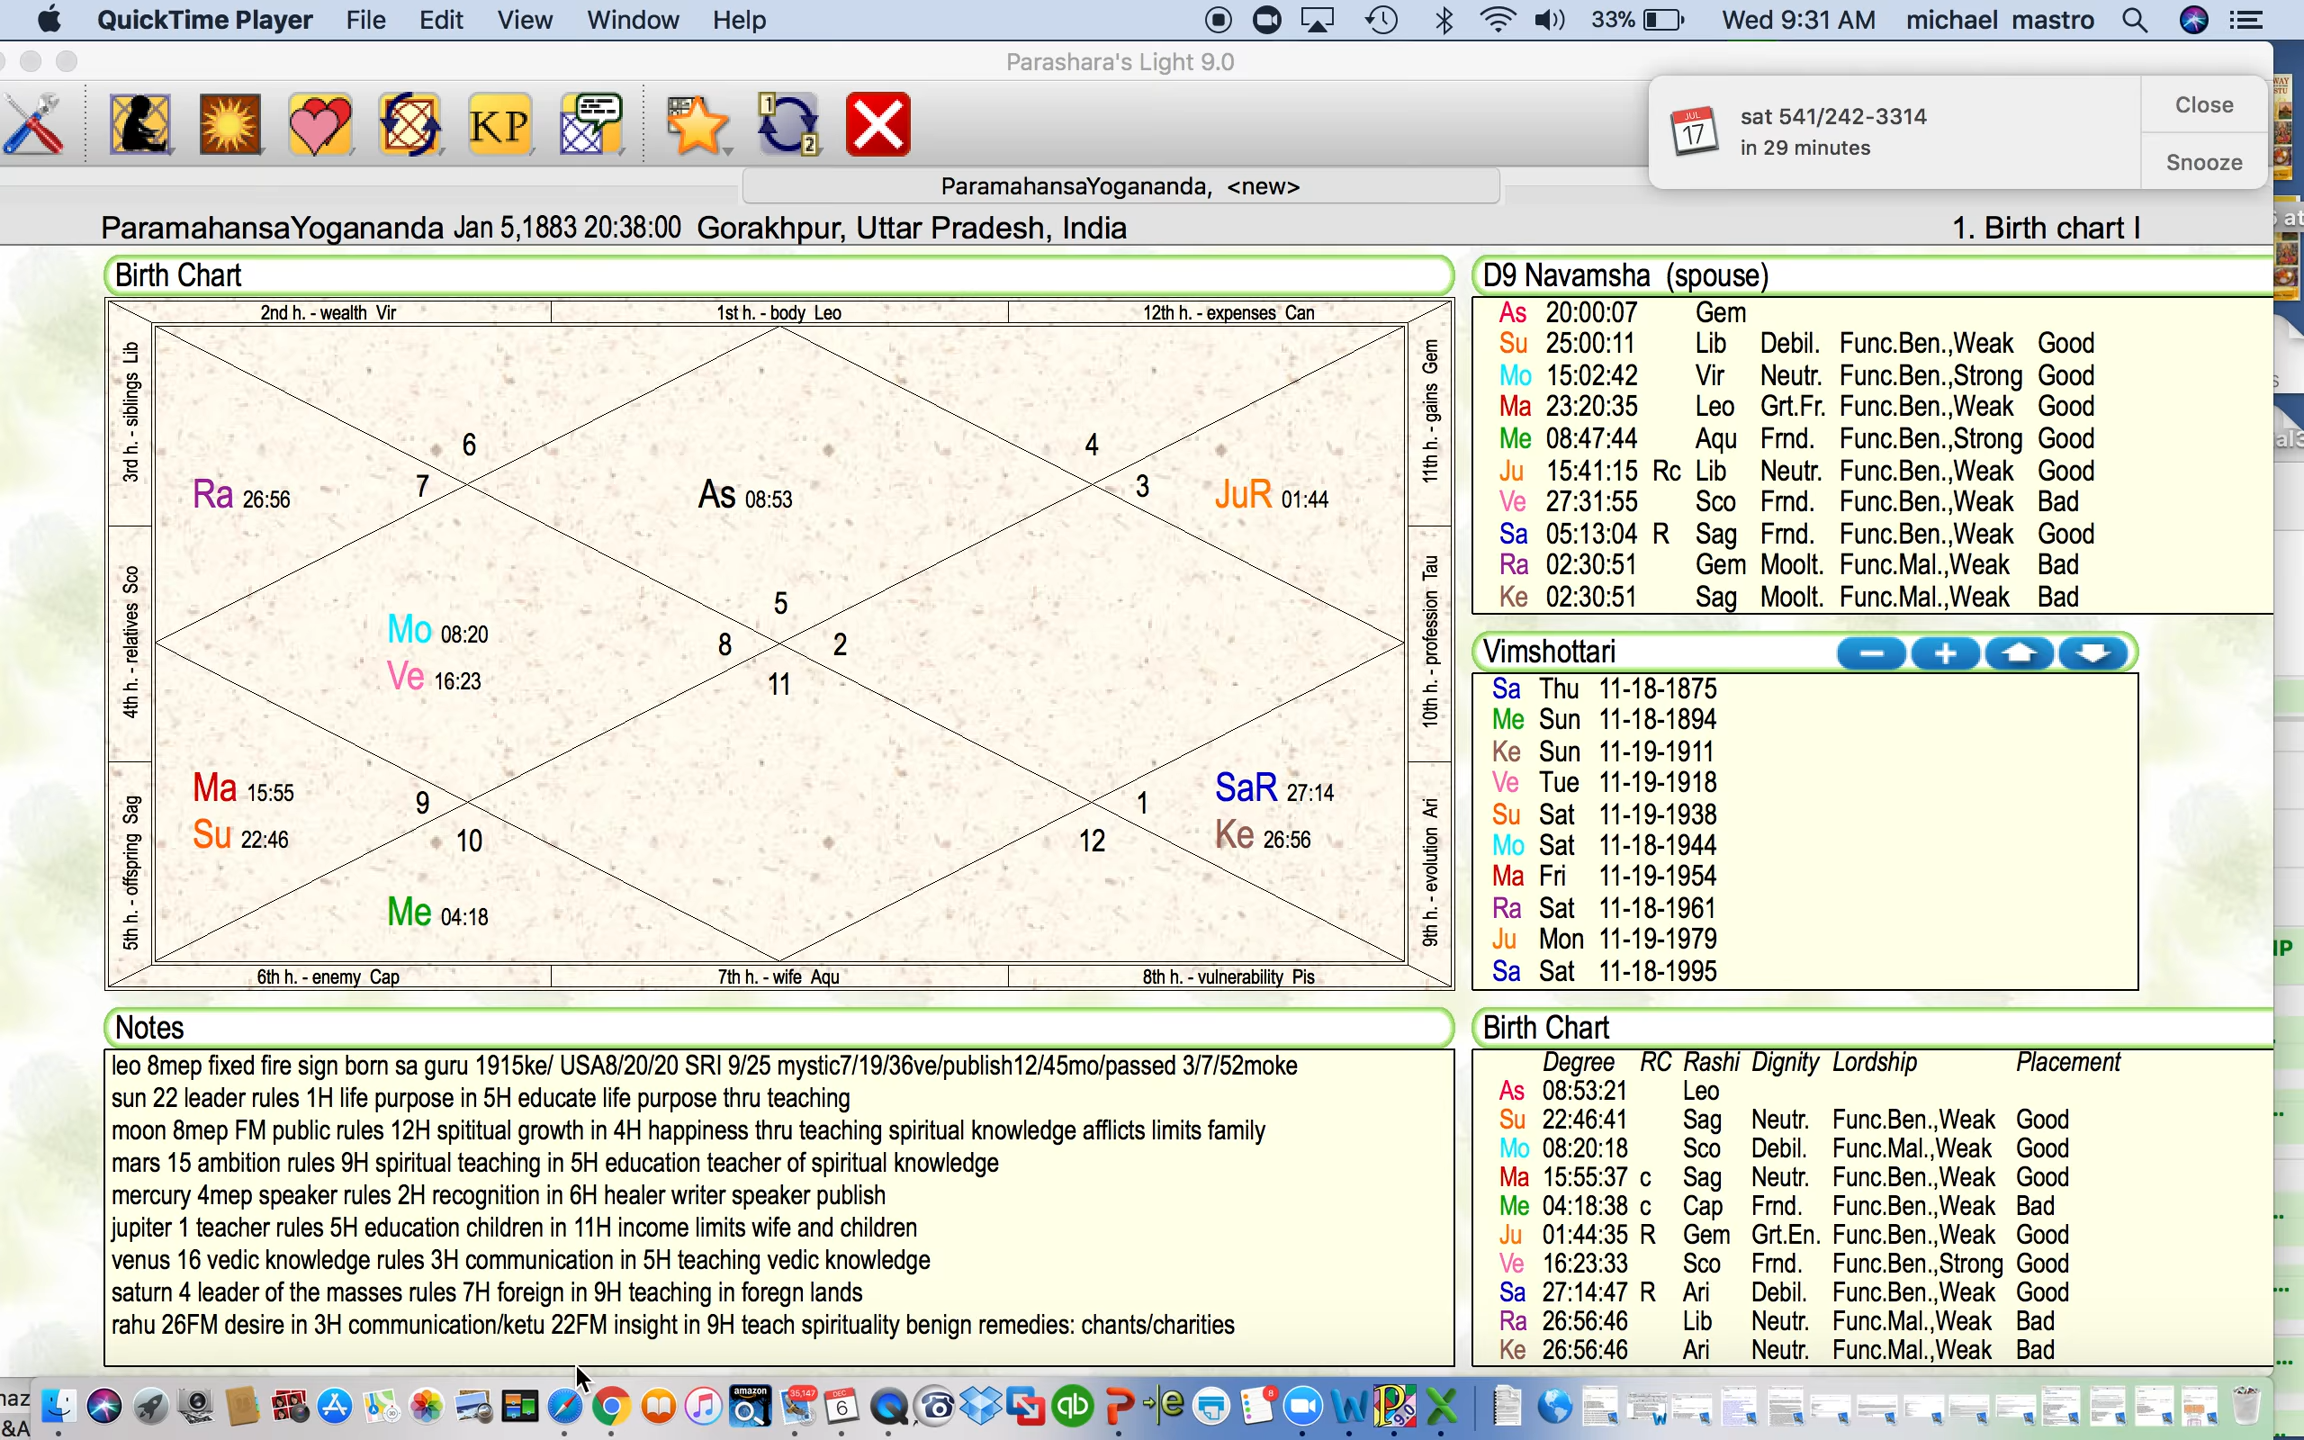 QuickTime Player File Edit View Window Help 33% Wed 9:31 AM michael mastro
Parashara's Light 9.0
KP
1
2
JUL
17
sat 541/242-3314
in 29 minutes
Close
Snooze
ParamahansaYogananda, <new>
ParamahansaYogananda Jan 5,1883 20:38:00 Gorakhpur, Uttar Pradesh, India
1. Birth chart I
Birth Chart
2nd h. - wealth Vir
1st h. - body Leo
12th h. - expenses Can
3rd h. - siblings Lib
4th h. - relatives Sco
5th h. - offspring Sag
11th h. - gains Gem
10th h. - profession Tau
9th h. - evolution Ari
6 4
7 3
Ra 26:56
As 08:53
JuR 01:44
5
8 2
11
Mo 08:20
Ve 16:23
Ma 15:55
Su 22:46
9 1
10 12
SaR 27:14
Ke 26:56
Me 04:18
6th h. - enemy Cap
7th h. - wife Aqu
8th h. - vulnerability Pis
D9 Navamsha (spouse)
As 20:00:07 Gem
Su 25:00:11 Lib Debil. Func.Ben.,Weak Good
Mo 15:02:42 Vir Neutr. Func.Ben.,Strong Good
Ma 23:20:35 Leo Grt.Fr. Func.Ben.,Weak Good
Me 08:47:44 Aqu Frnd. Func.Ben.,Strong Good
Ju 15:41:15 Rc Lib Neutr. Func.Ben.,Weak Good
Ve 27:31:55 Sco Frnd. Func.Ben.,Weak Bad
Sa 05:13:04 R Sag Frnd. Func.Ben.,Weak Good
Ra 02:30:51 Gem Moolt. Func.Mal.,Weak Bad
Ke 02:30:51 Sag Moolt. Func.Mal.,Weak Bad
Vimshottari
Sa Thu 11-18-1875
Me Sun 11-18-1894
Ke Sun 11-19-1911
Ve Tue 11-19-1918
Su Sat 11-19-1938
Mo Sat 11-18-1944
Ma Fri 11-19-1954
Ra Sat 11-18-1961
Ju Mon 11-19-1979
Sa Sat 11-18-1995
Notes
leo 8mep fixed fire sign born sa guru 1915ke/ USA8/20/20 SRI 9/25 mystic7/19/36ve/publish12/45mo/passed 3/7/52moke
sun 22 leader rules 1H life purpose in 5H educate life purpose thru teaching
moon 8mep FM public rules 12H spititual growth in 4H happiness thru teaching spiritual knowledge afflicts limits family
mars 15 ambition rules 9H spiritual teaching in 5H education teacher of spiritual knowledge
mercury 4mep speaker rules 2H recognition in 6H healer writer speaker publish
jupiter 1 teacher rules 5H education children in 11H income limits wife and children
venus 16 vedic knowledge rules 3H communication in 5H teaching vedic knowledge
saturn 4 leader of the masses rules 7H foreign in 9H teaching in foregn lands
rahu 26FM desire in 3H communication/ketu 22FM insight in 9H teach spirituality benign remedies: chants/charities
Birth Chart
Degree RC Rashi Dignity Lordship Placement
As 08:53:21 Leo
Su 22:46:41 Sag Neutr. Func.Ben.,Weak Good
Mo 08:20:18 Sco Debil. Func.Mal.,Weak Good
Ma 15:55:37 c Sag Neutr. Func.Ben.,Weak Good
Me 04:18:38 c Cap Frnd. Func.Ben.,Weak Bad
Ju 01:44:35 R Gem Grt.En. Func.Ben.,Weak Good
Ve 16:23:33 Sco Frnd. Func.Ben.,Strong Good
Sa 27:14:47 R Ari Debil. Func.Ben.,Weak Good
Ra 26:56:46 Lib Neutr. Func.Mal.,Weak Bad
Ke 26:56:46 Ari Neutr. Func.Mal.,Weak Bad
amazon
35,147
DEC
6
qb
8
9.0
&A